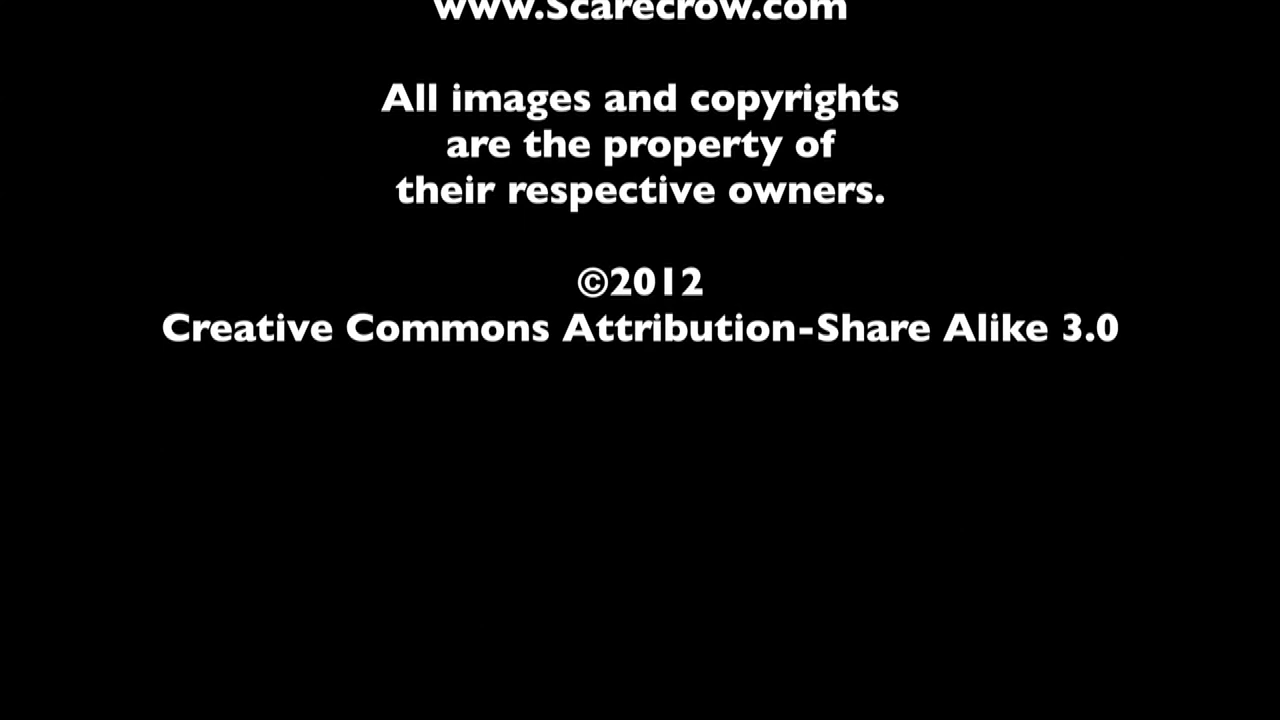 www.Scarecrow.com
All images and copyrights
are the property of
their respective owners.
©2012
Creative Commons Attribution-Share Alike 3.0